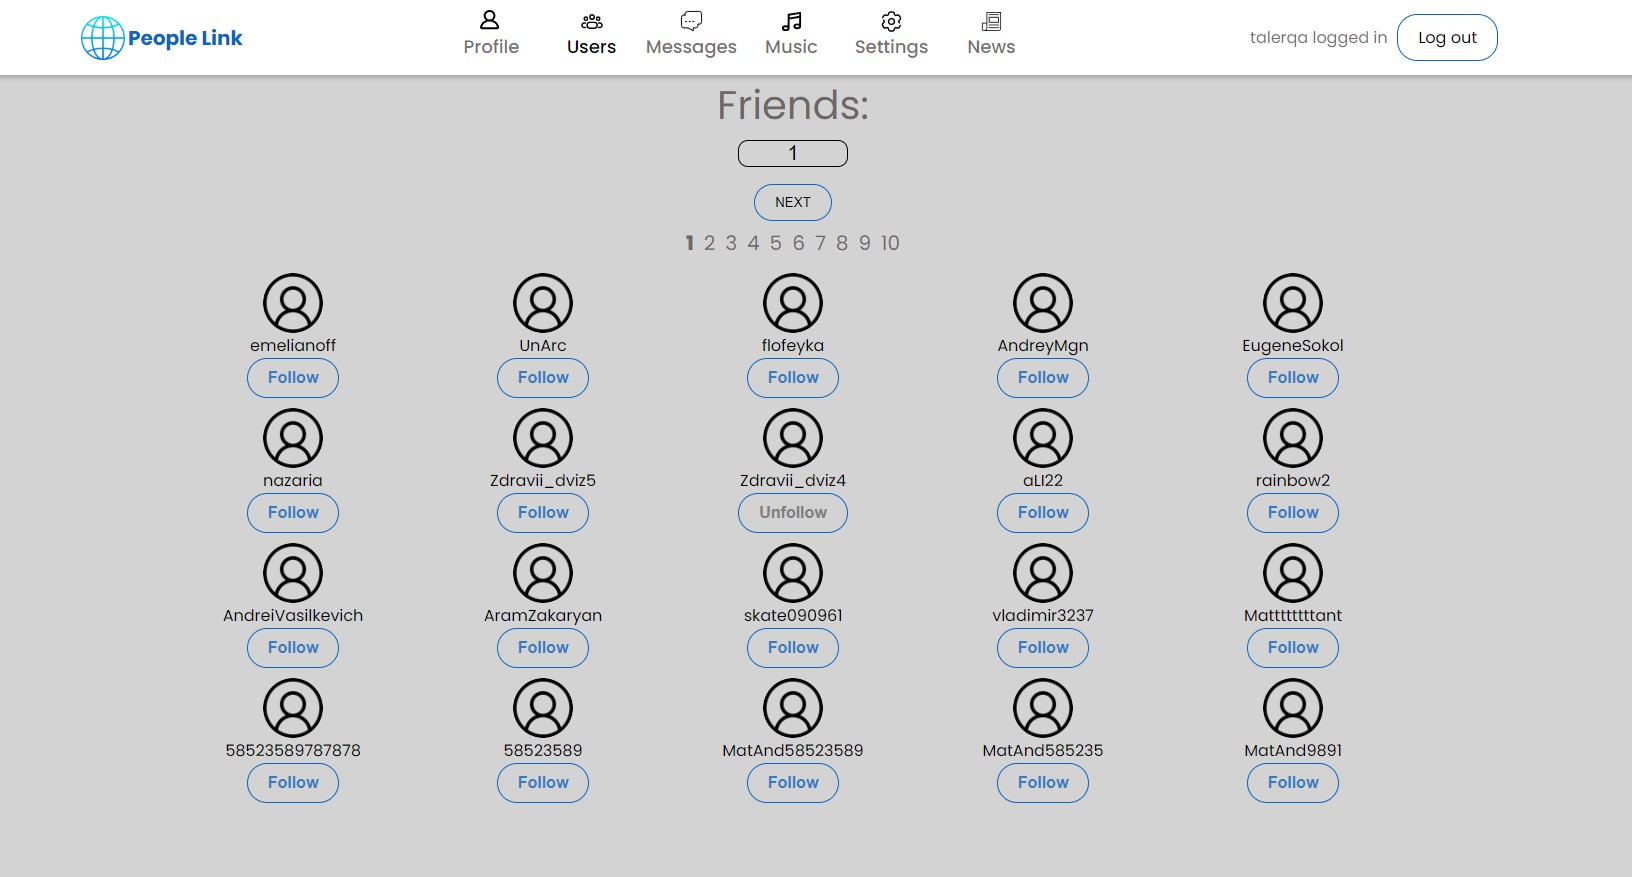 People Link
Profile Users Messages Music Settings News
talerqa logged in Log out
Friends:
1
NEXT
1 2 3 4 5 6 7 8 9 10
emelianoff UnArc flofeyka AndreyMgn EugeneSokol
Follow Follow Follow Follow Follow
nazaria Zdravii_dviz5 Zdravii_dviz4 aLI22 rainbow2
Follow Follow Unfollow Follow Follow
AndreiVasilkevich AramZakaryan skate090961 vladimir3237 Mattttttttant
Follow Follow Follow Follow Follow
58523589787878 58523589 MatAnd58523589 MatAnd585235 MatAnd9891
Follow Follow Follow Follow Follow